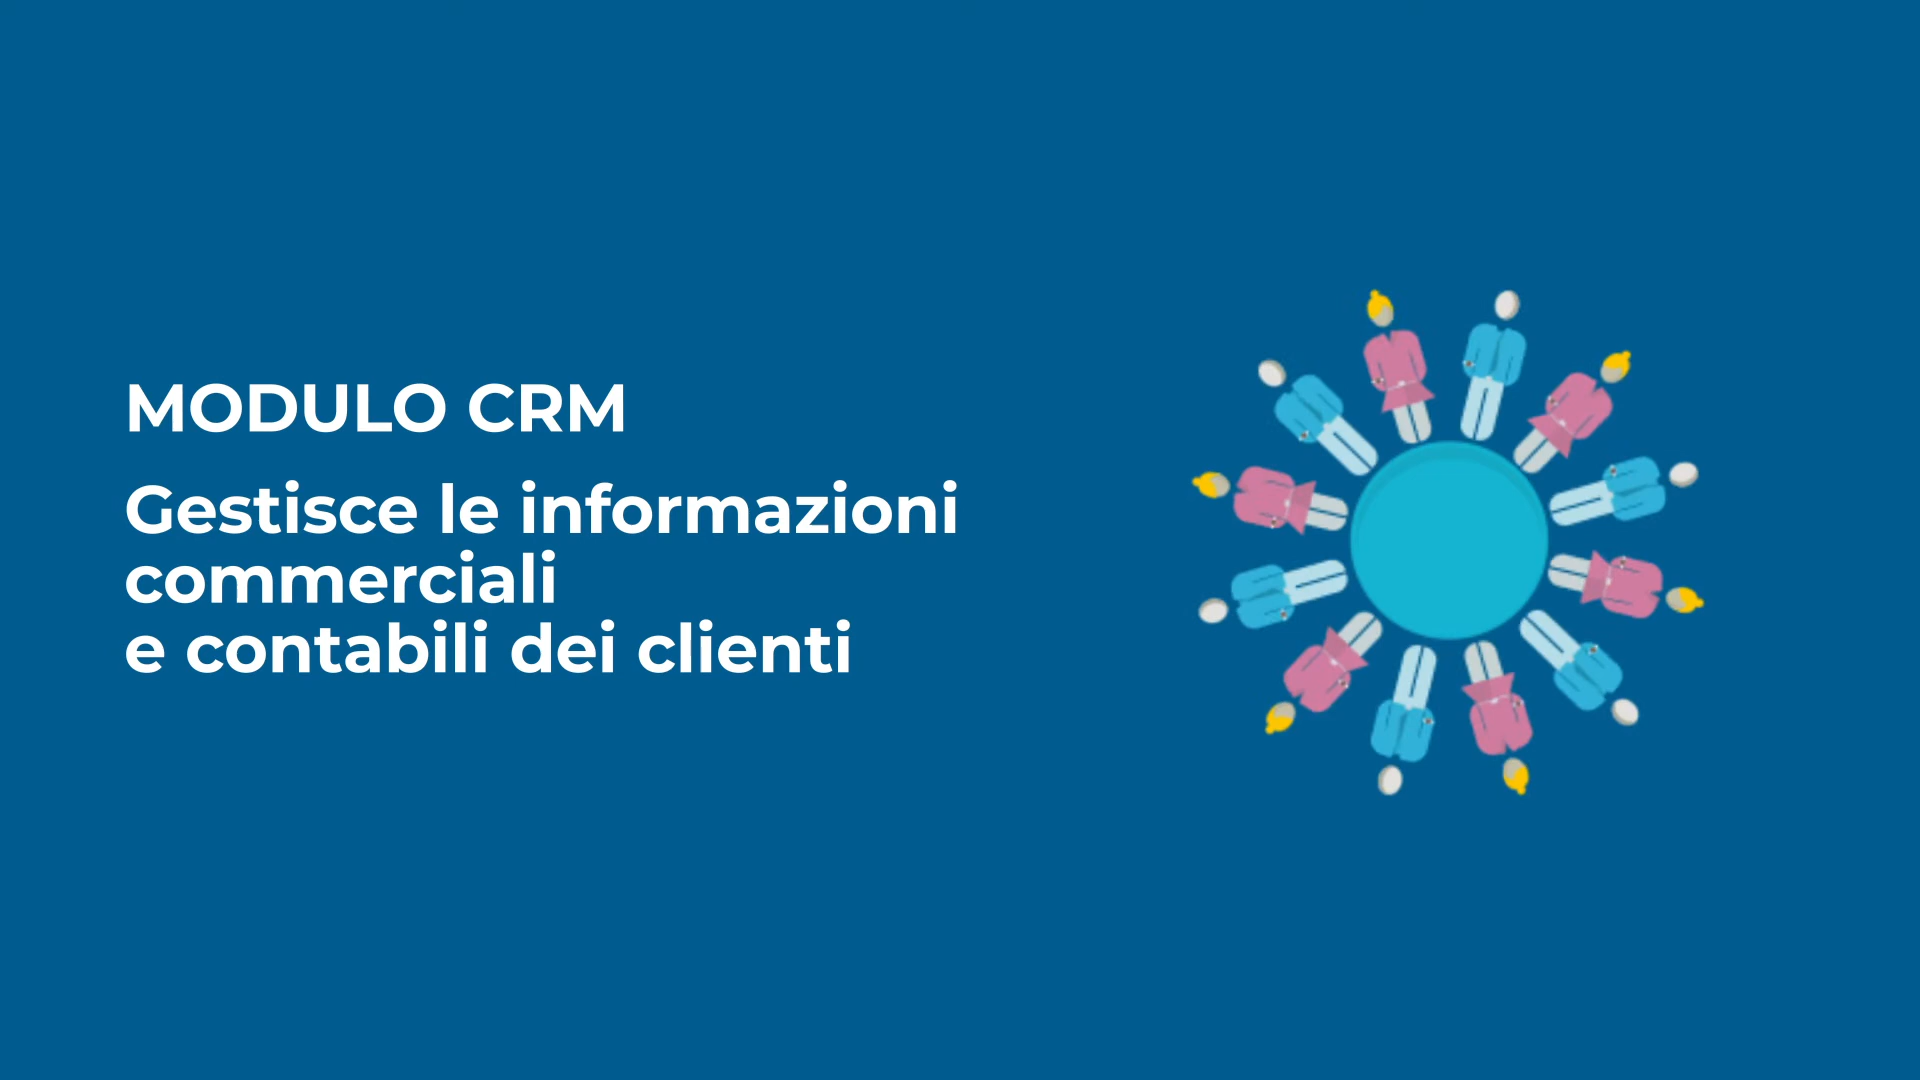 MODULO CRM
Gestisce le informazioni
commerciali
e contabili dei clienti